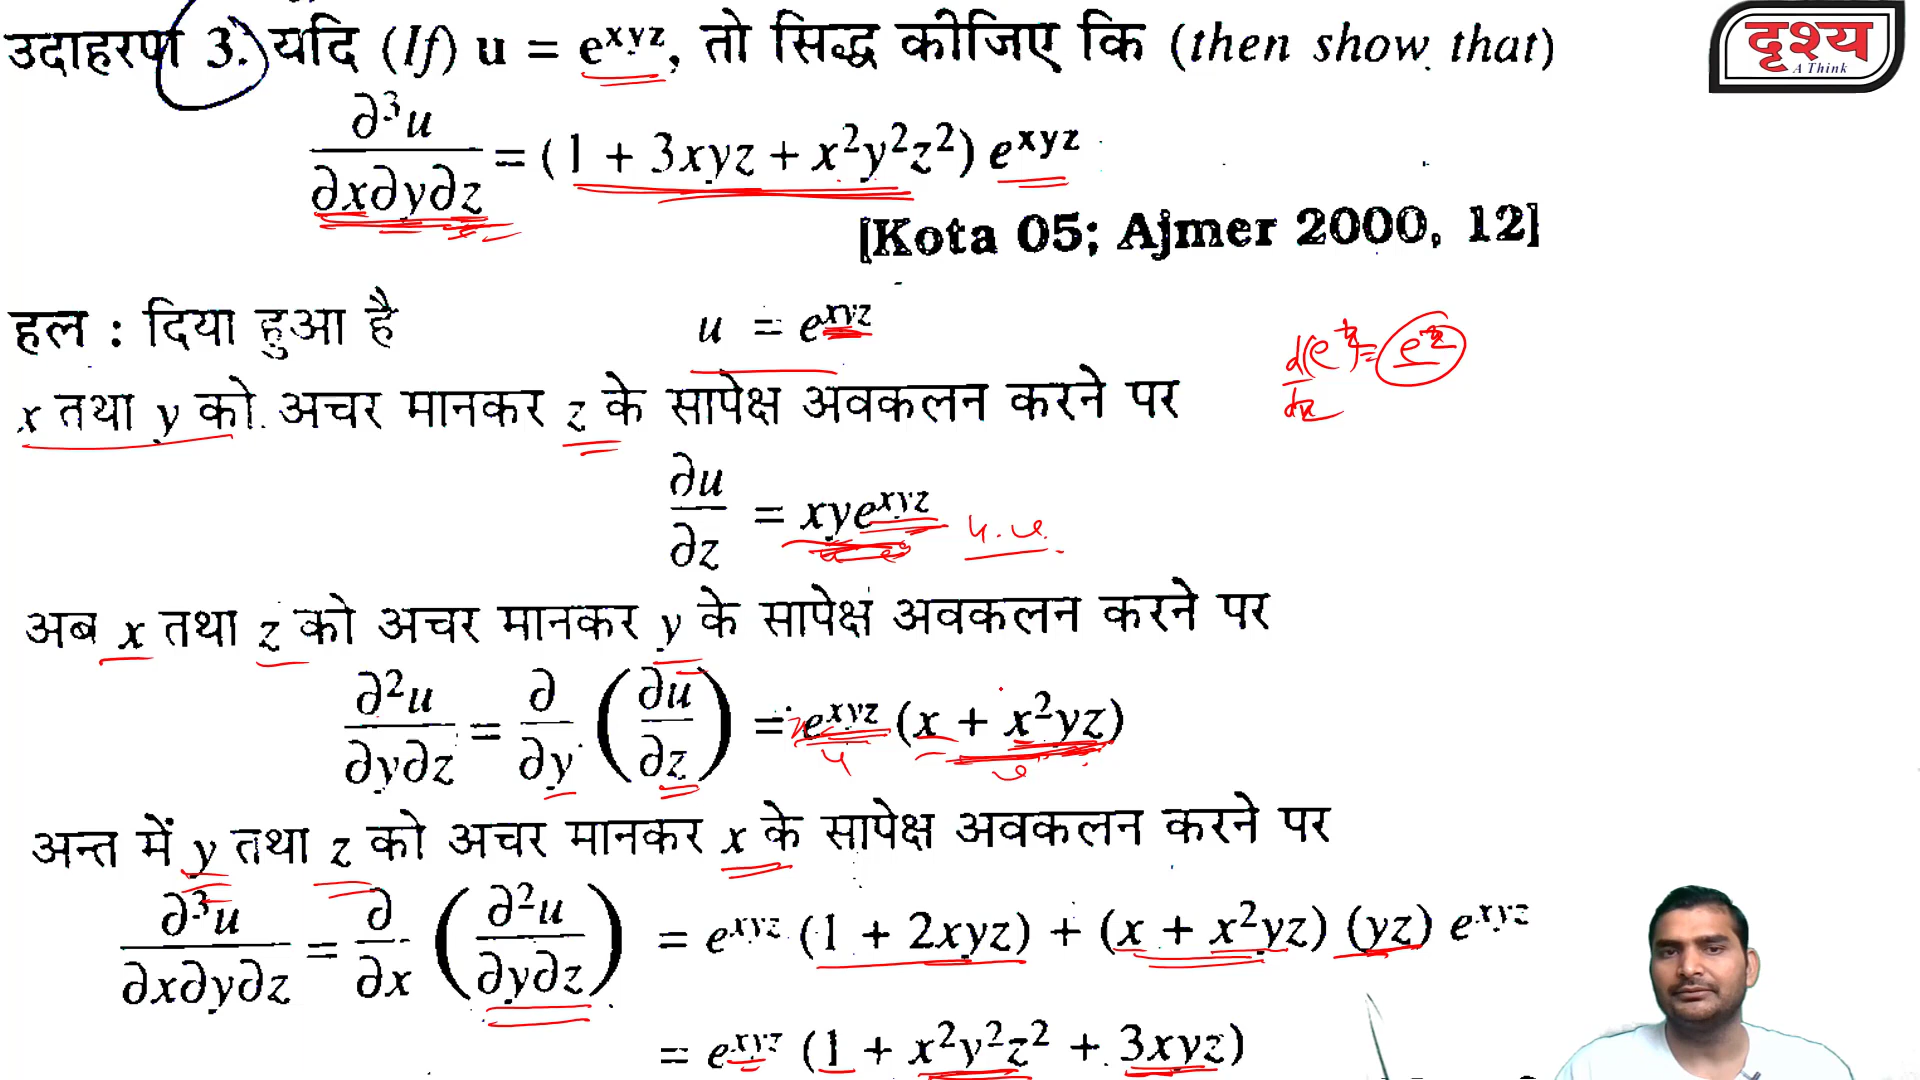 उदाहरण 3. यदि (If) u = e^xyz, तो सिद्ध कीजिए कि (then show that)
दृश्य
A Think
∂³u/∂x∂y∂z = (1 + 3xyz + x²y²z²) e^xyz
[Kota 05; Ajmer 2000, 12]
हल : दिया हुआ है u = e^xyz
x तथा y को अचर मानकर z के सापेक्ष अवकलन करने पर
∂u/∂z = xye^xyz u.v.
अब x तथा z को अचर मानकर y के सापेक्ष अवकलन करने पर
∂²u/∂y∂z = ∂/∂y (∂u/∂z) = e^xyz (x + x²yz)
अन्त में y तथा z को अचर मानकर x के सापेक्ष अवकलन करने पर
∂³u/∂x∂y∂z = ∂/∂x (∂²u/∂y∂z) = e^xyz (1 + 2xyz) + (x + x²yz) (yz) e^xyz
= e^xyz (1 + x²y²z² + 3xyz)